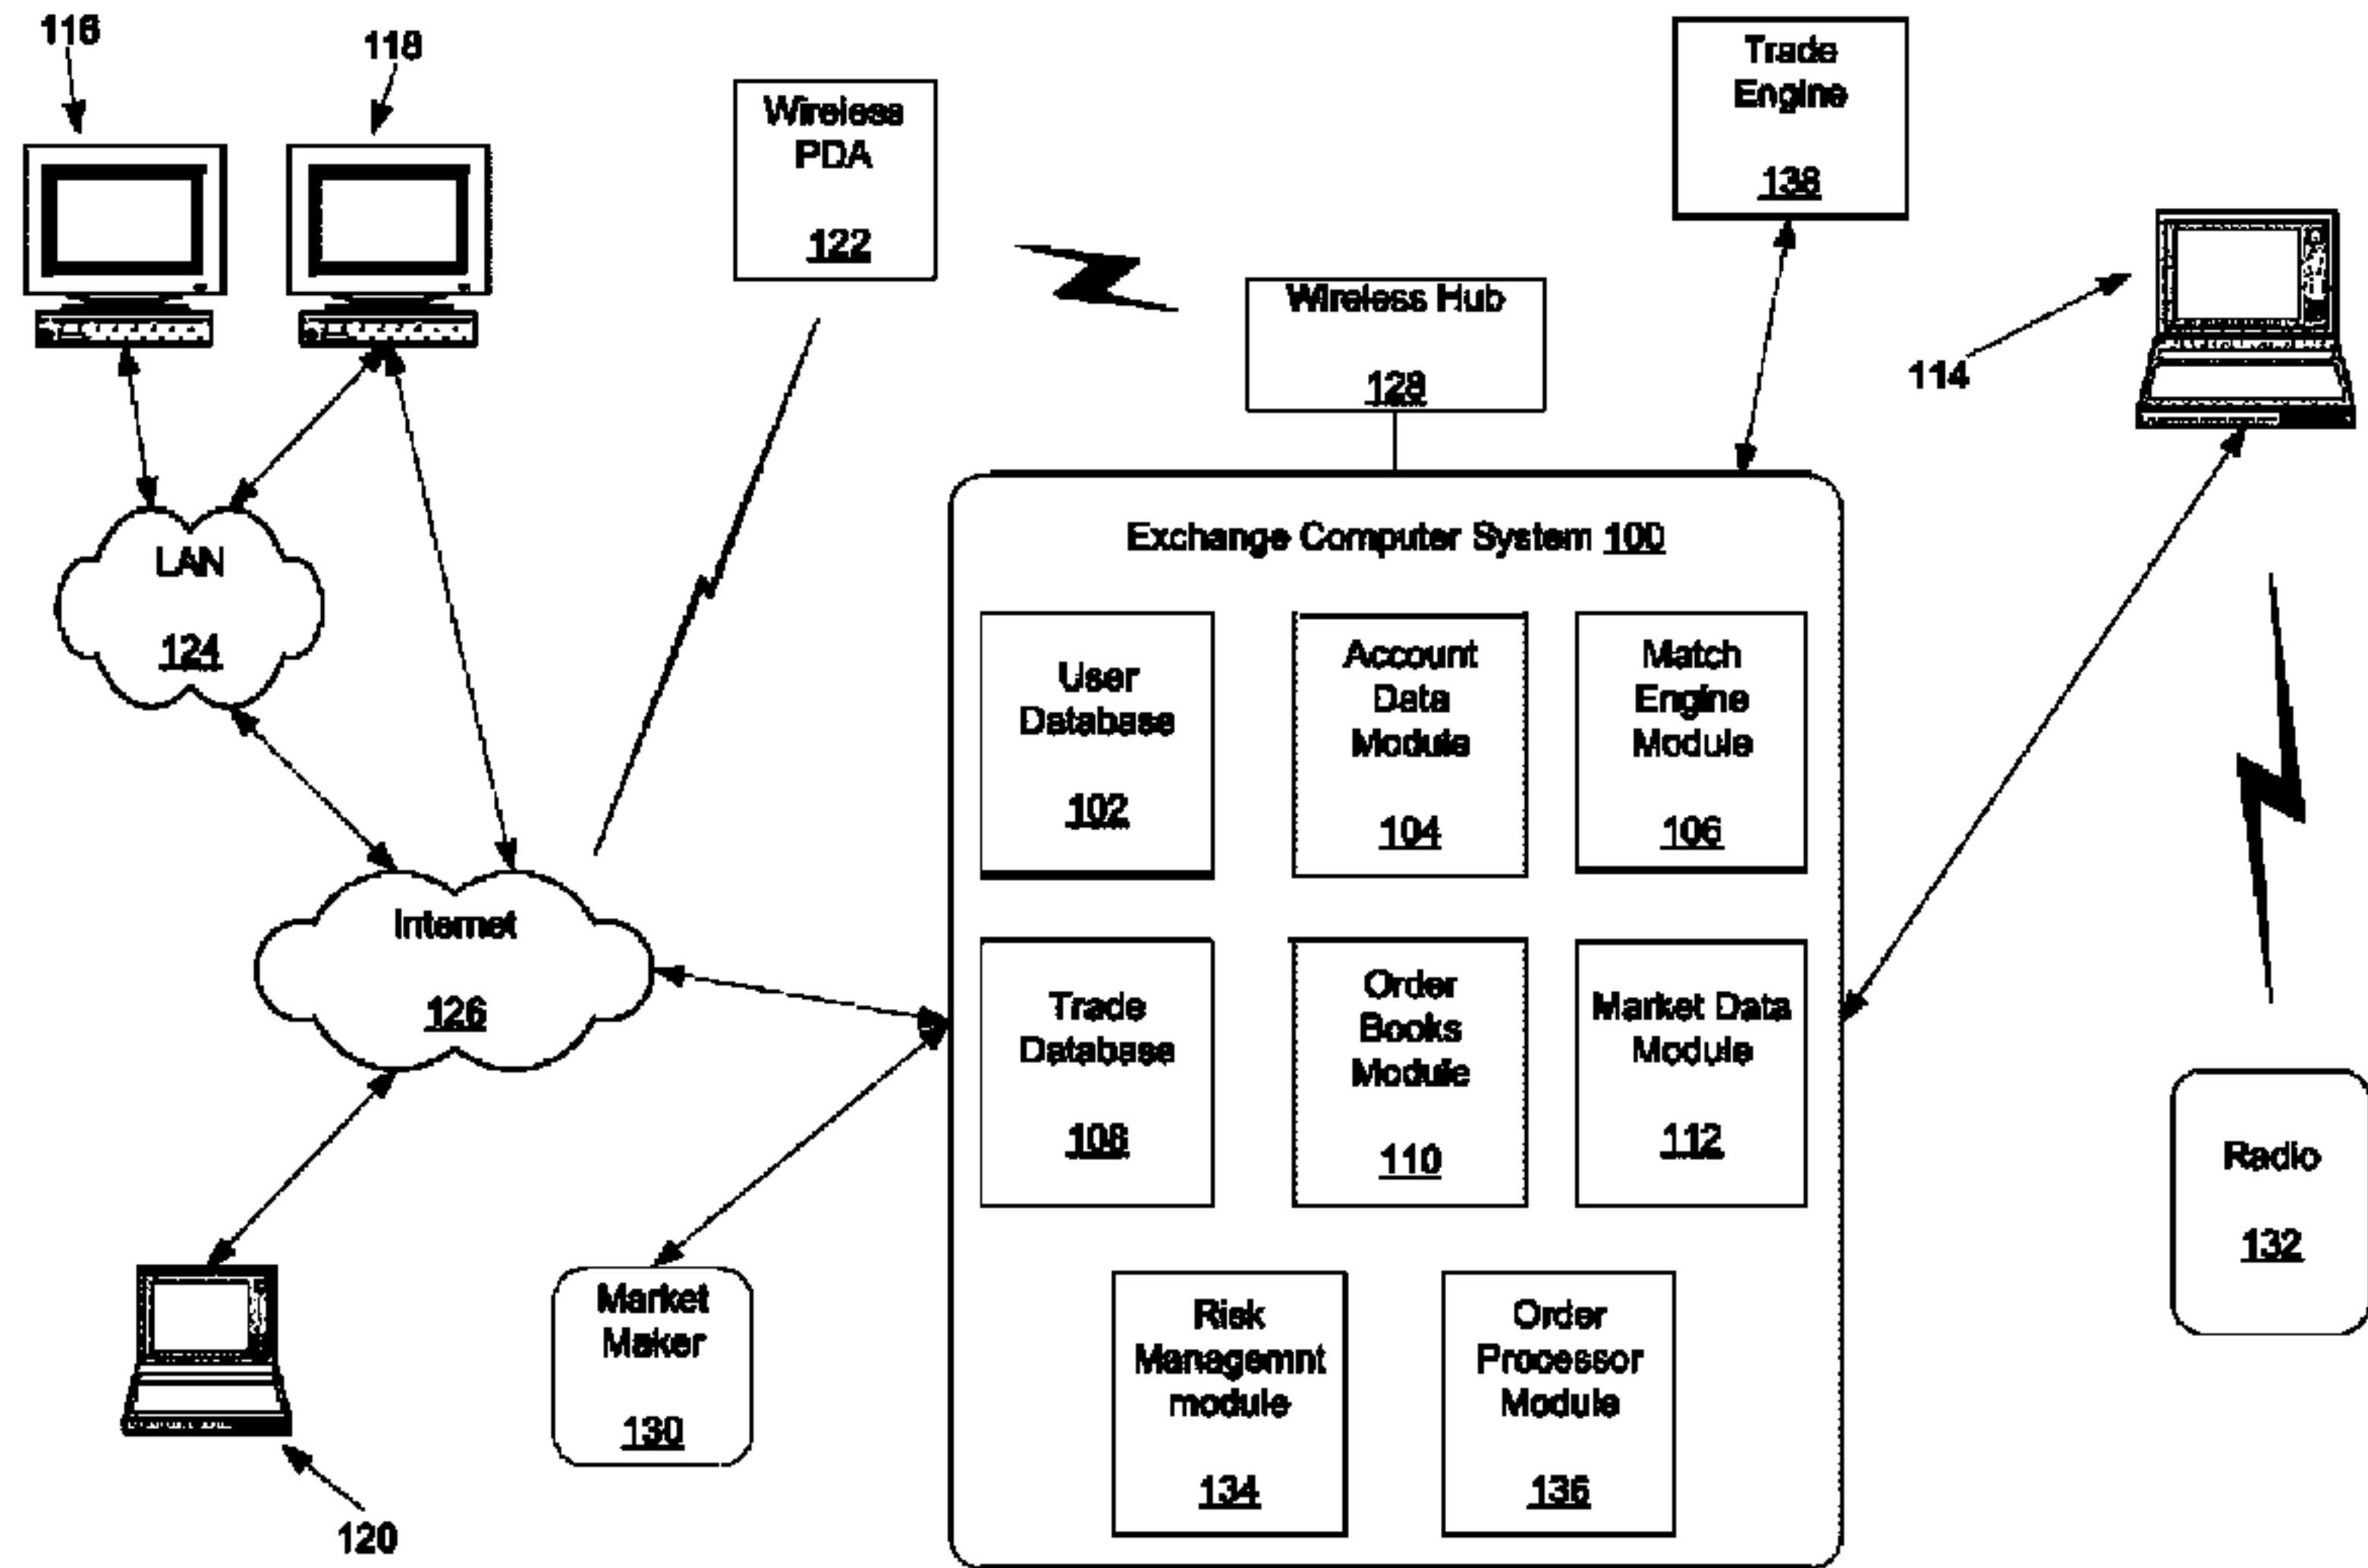 116
118
Wireless
PDA
122
Trade
Engine
138
Wireless Hub
128
114
LAN
124
Exchange Computer System 100
User
Database
102
Account
Data
Module
104
Match
Engine
Module
106
Internet
126
Trade
Database
108
Order
Books
Module
110
Market Data
Module
112
Radio
132
Market
Maker
130
Risk
Managemnt
module
134
Order
Processor
Module
136
120